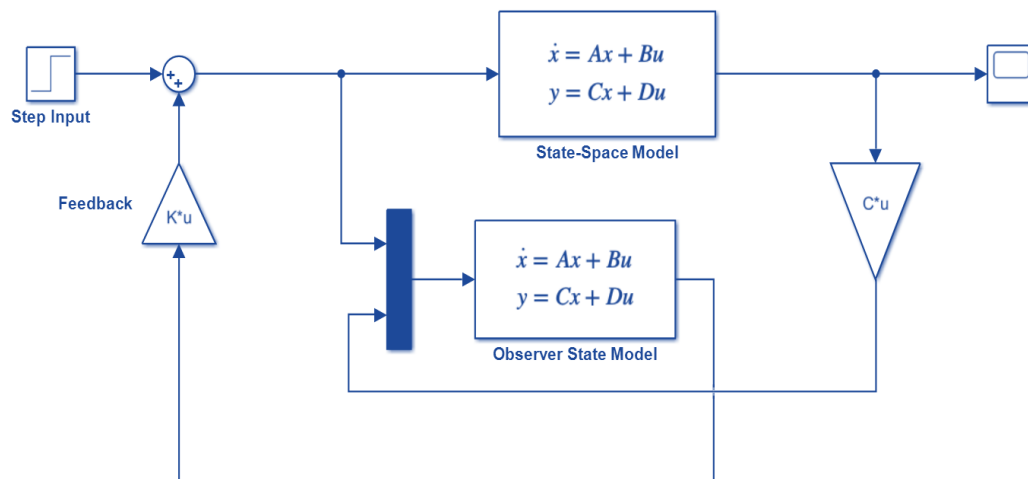 ẋ = Ax + Bu
y = Cx + Du
State-Space Model
+
+
Step Input
Feedback
K*u
C*u
ẋ = Ax + Bu
y = Cx + Du
Observer State Model